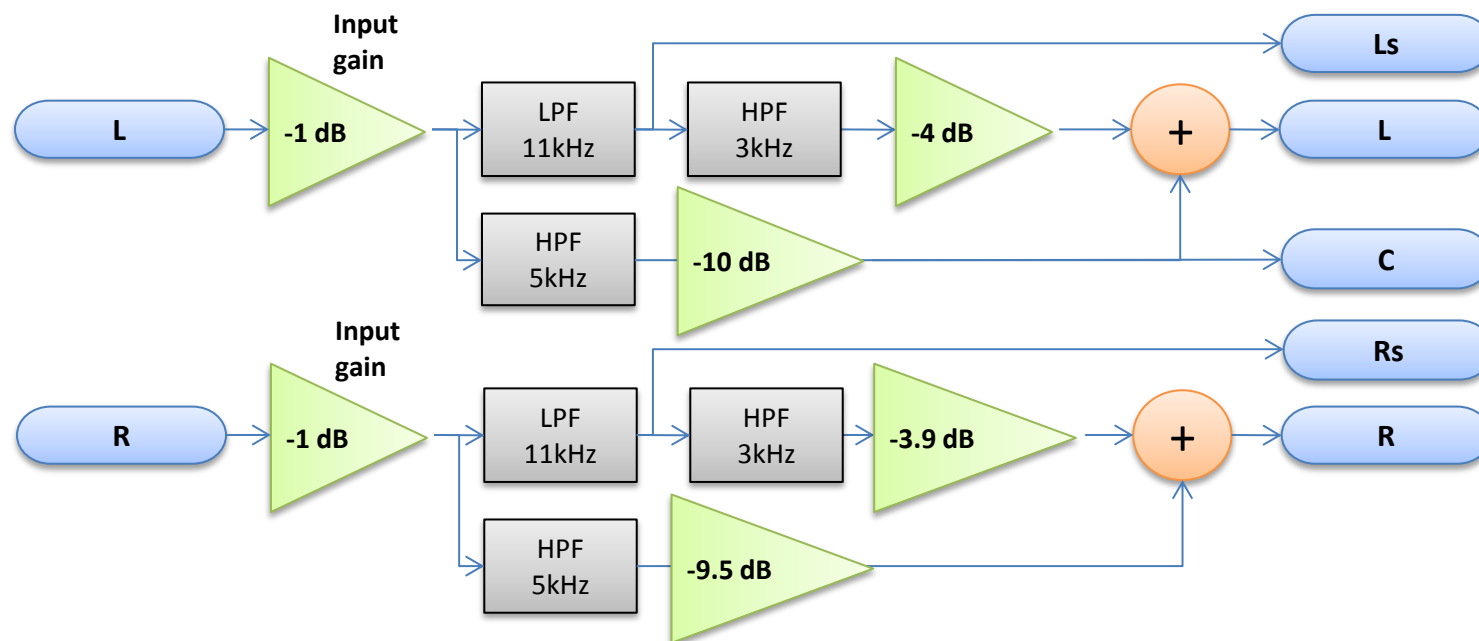 Input
gain
Ls
L
-1 dB
LPF
11kHz
HPF
3kHz
-4 dB
+
L
HPF
5kHz
-10 dB
C
Input
gain
Rs
R
-1 dB
LPF
11kHz
HPF
3kHz
-3.9 dB
+
R
HPF
5kHz
-9.5 dB